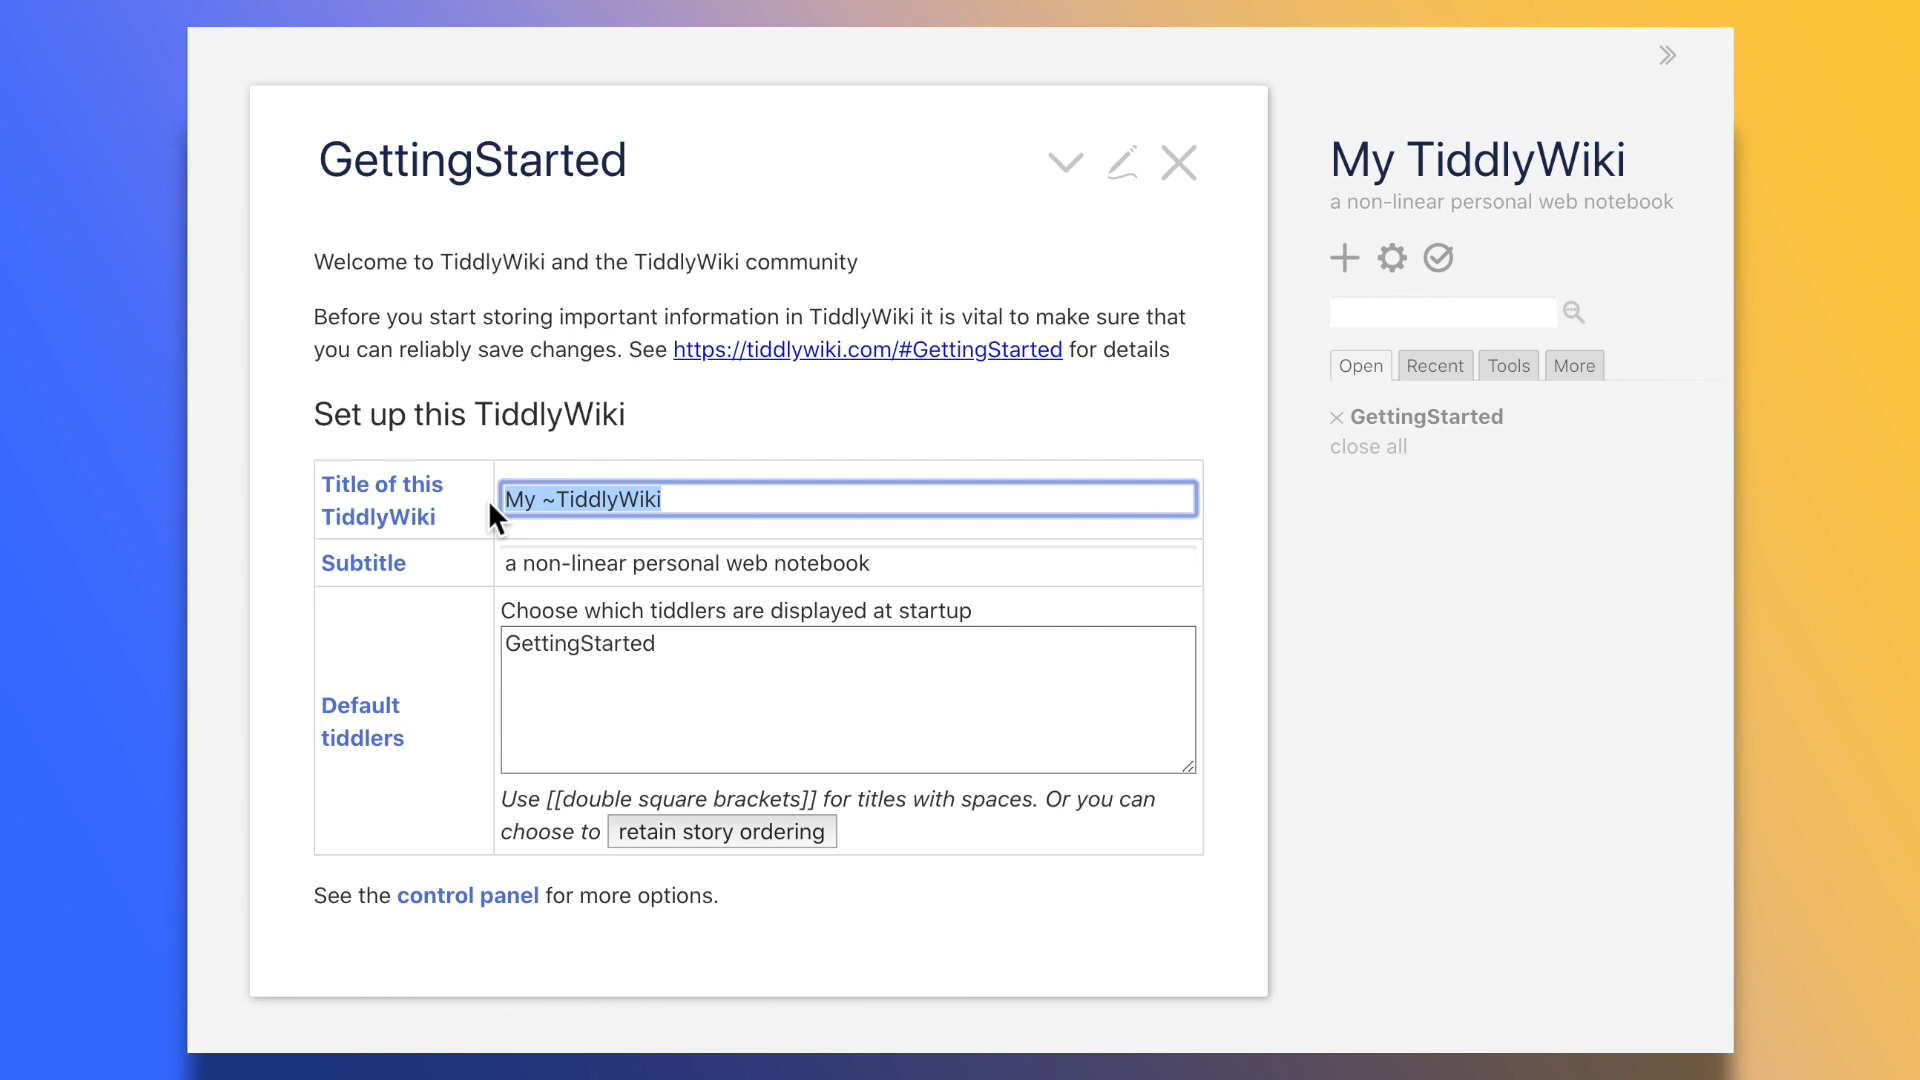 GettingStarted
Welcome to TiddlyWiki and the TiddlyWiki community
Before you start storing important information in TiddlyWiki it is vital to make sure that
you can reliably save changes. See https://tiddlywiki.com/#GettingStarted for details
Set up this TiddlyWiki
Title of this
TiddlyWiki
My ~TiddlyWiki
Subtitle
a non-linear personal web notebook
Default
tiddlers
Choose which tiddlers are displayed at startup
GettingStarted
Use [[double square brackets]] for titles with spaces. Or you can
choose to retain story ordering
See the control panel for more options.
My TiddlyWiki
a non-linear personal web notebook
Open Recent Tools More
GettingStarted
close all